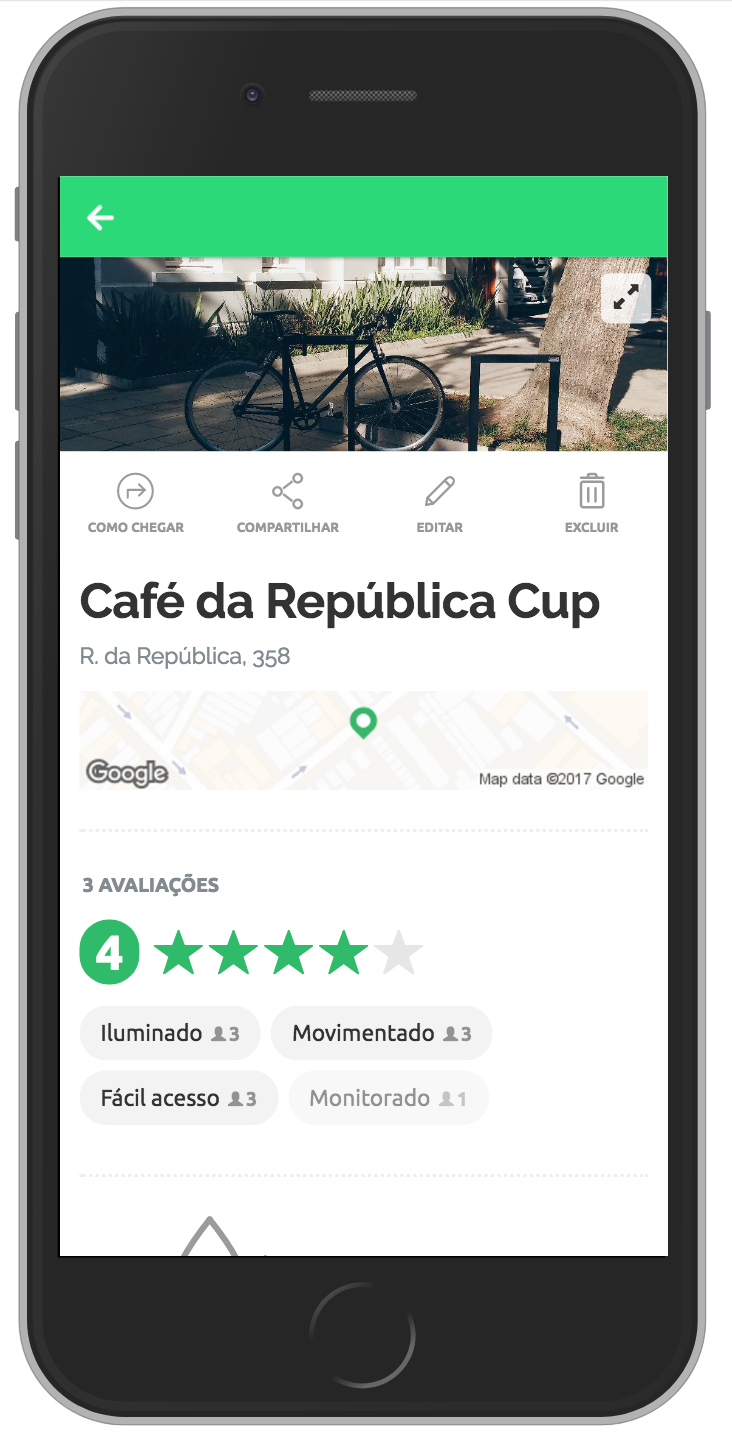 COMO CHEGAR COMPARTILHAR EDITAR EXCLUIR
Café da República Cup
R. da República, 358
Google
Map data ©2017 Google
3 AVALIAÇÕES
4
Iluminado 3 Movimentado 3
Fácil acesso 3 Monitorado 1